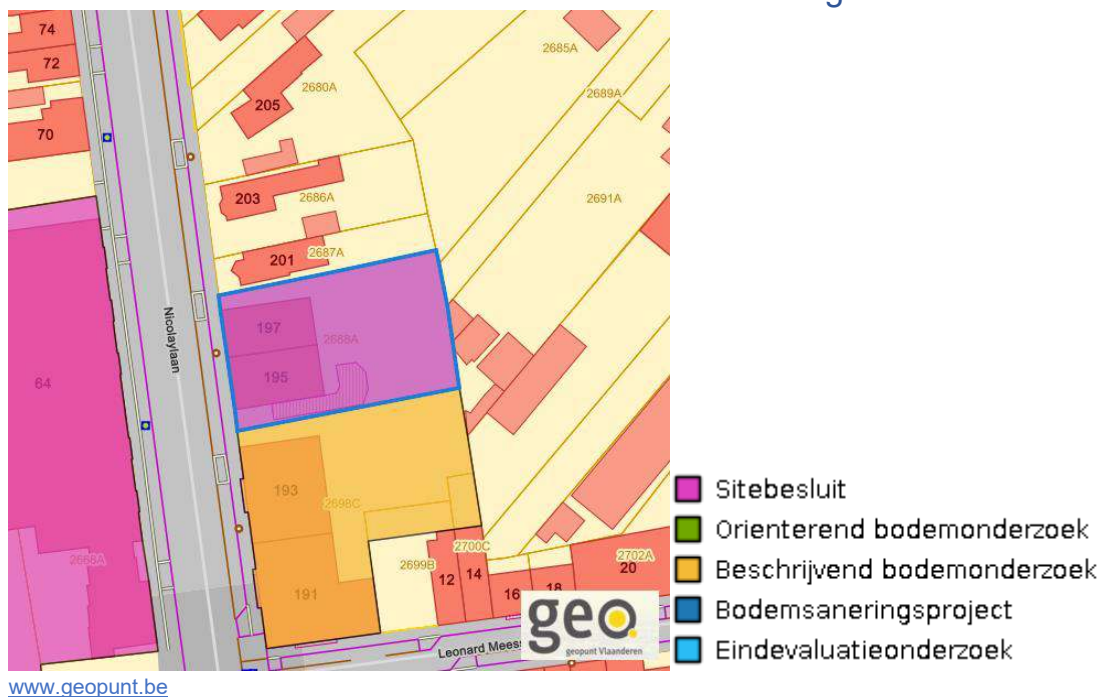 74
72
70
2685A
2680A
2689A
205
203
2686A
2691A
201
2687A
Nicolaylaan
197
2688A
195
64
193
2698C
2668A
2699B
2700C
2702A
12
14
16
18
20
191
Leonard Meess
geo
geopunt Vlaanderen
Sitebesluit
Orienterend bodemonderzoek
Beschrijvend bodemonderzoek
Bodemsaneringsproject
Eindevaluatieonderzoek
www.geopunt.be